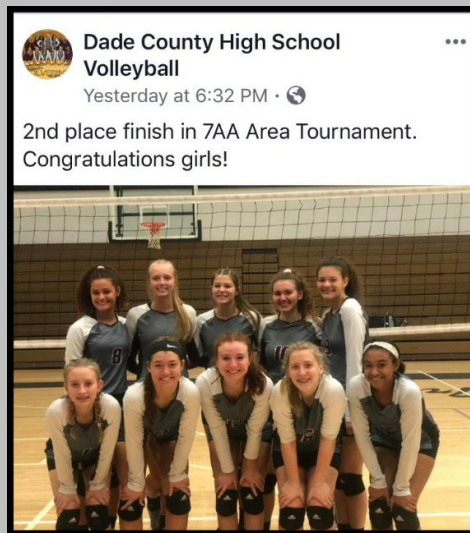 Dade County High School
Volleyball
Yesterday at 6:32 PM ·
2nd place finish in 7AA Area Tournament.
Congratulations girls!
8